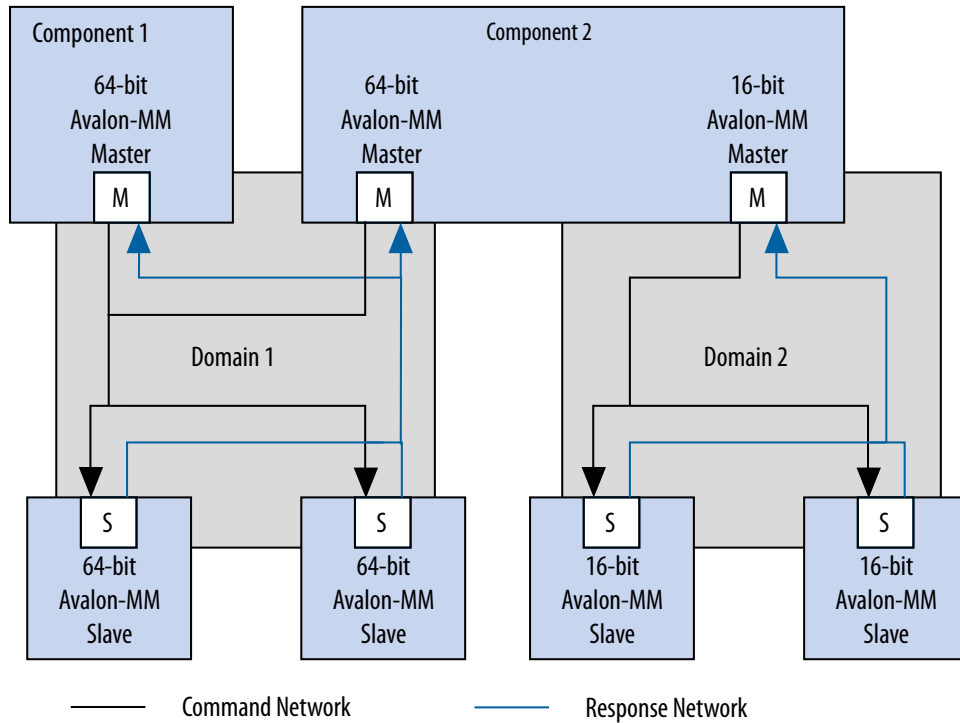 Component 1
Component 2
64-bit
Avalon-MM
Master
M
64-bit
Avalon-MM
Master
M
16-bit
Avalon-MM
Master
M
Domain 1
Domain 2
S
64-bit
Avalon-MM
Slave
S
64-bit
Avalon-MM
Slave
S
16-bit
Avalon-MM
Slave
S
16-bit
Avalon-MM
Slave
Command Network
Response Network